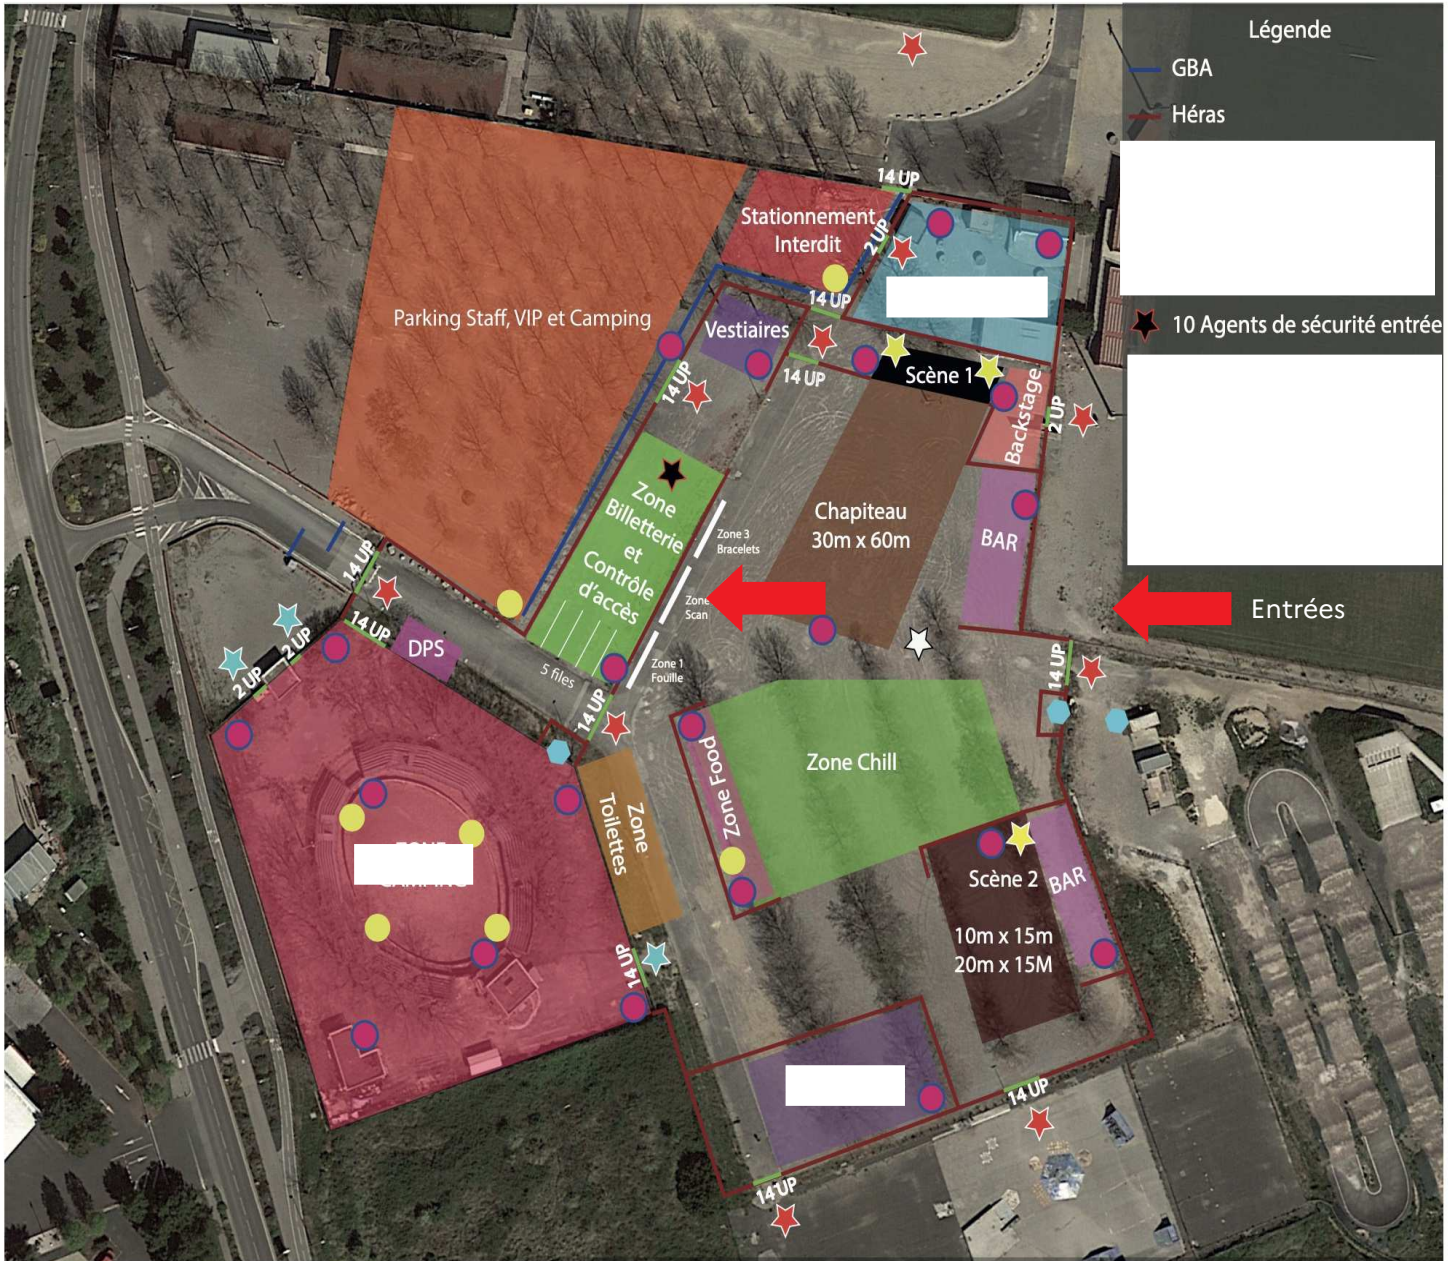 Légende
GBA
Héras
10 Agents de sécurité entrée
Entrées
14 UP
Stationnement
Interdit
2 UP
14 UP
Parking Staff, VIP et Camping
Vestiaires
14 UP
14 UP
Scène 1
Backstage
2 UP
Zone
Billetterie
et
Contrôle
d'accès
5 files
Zone 3
Bracelets
Zone
Scan
Zone 1
Fouille
Chapiteau
30m x 60m
BAR
14 UP
14 UP
DPS
2 UP
2 UP
14 UP
14 UP
Zone Food
Zone Chill
Zone
Toilettes
14 UP
Scène 2
10m x 15m
20m x 15M
BAR
14 UP
14 UP